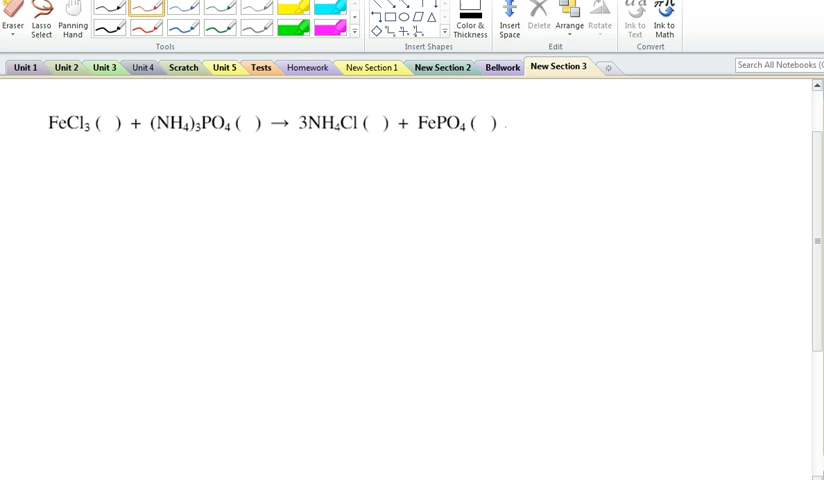 Eraser
Lasso Select
Panning Hand
Color & Thickness
Insert Space
Delete
Arrange
Rotate
Ink to Text
Ink to Math
Tools
Insert Shapes
Edit
Convert
Unit 1 Unit 2 Unit 3 Unit 4 Scratch Unit 5 Tests Homework New Section 1 New Section 2 Bellwork New Section 3
Search All Notebooks (C
FeCl₃ ( ) + (NH₄)₃PO₄ ( ) → 3NH₄Cl ( ) + FePO₄ ( )